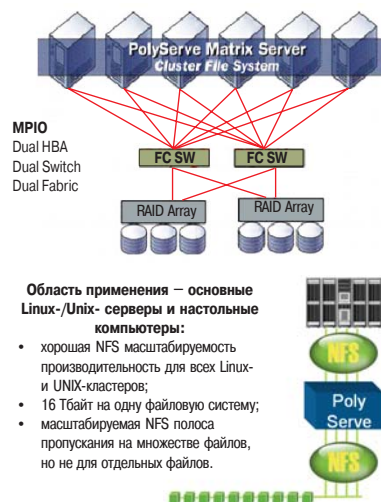 PolyServe Matrix Server
Cluster File System
MPIO
Dual HBA
Dual Switch
Dual Fabric
FC SW
FC SW
RAID Array
RAID Array
Область применения – основные
Linux-/Unix- серверы и настольные
компьютеры:
• хорошая NFS масштабируемость
производительность для всех Linux-
и UNIX-кластеров;
• 16 Тбайт на одну файловую систему;
• масштабируемая NFS полоса
пропускания на множестве файлов,
но не для отдельных файлов.
NFS
Poly
Serve
NFS